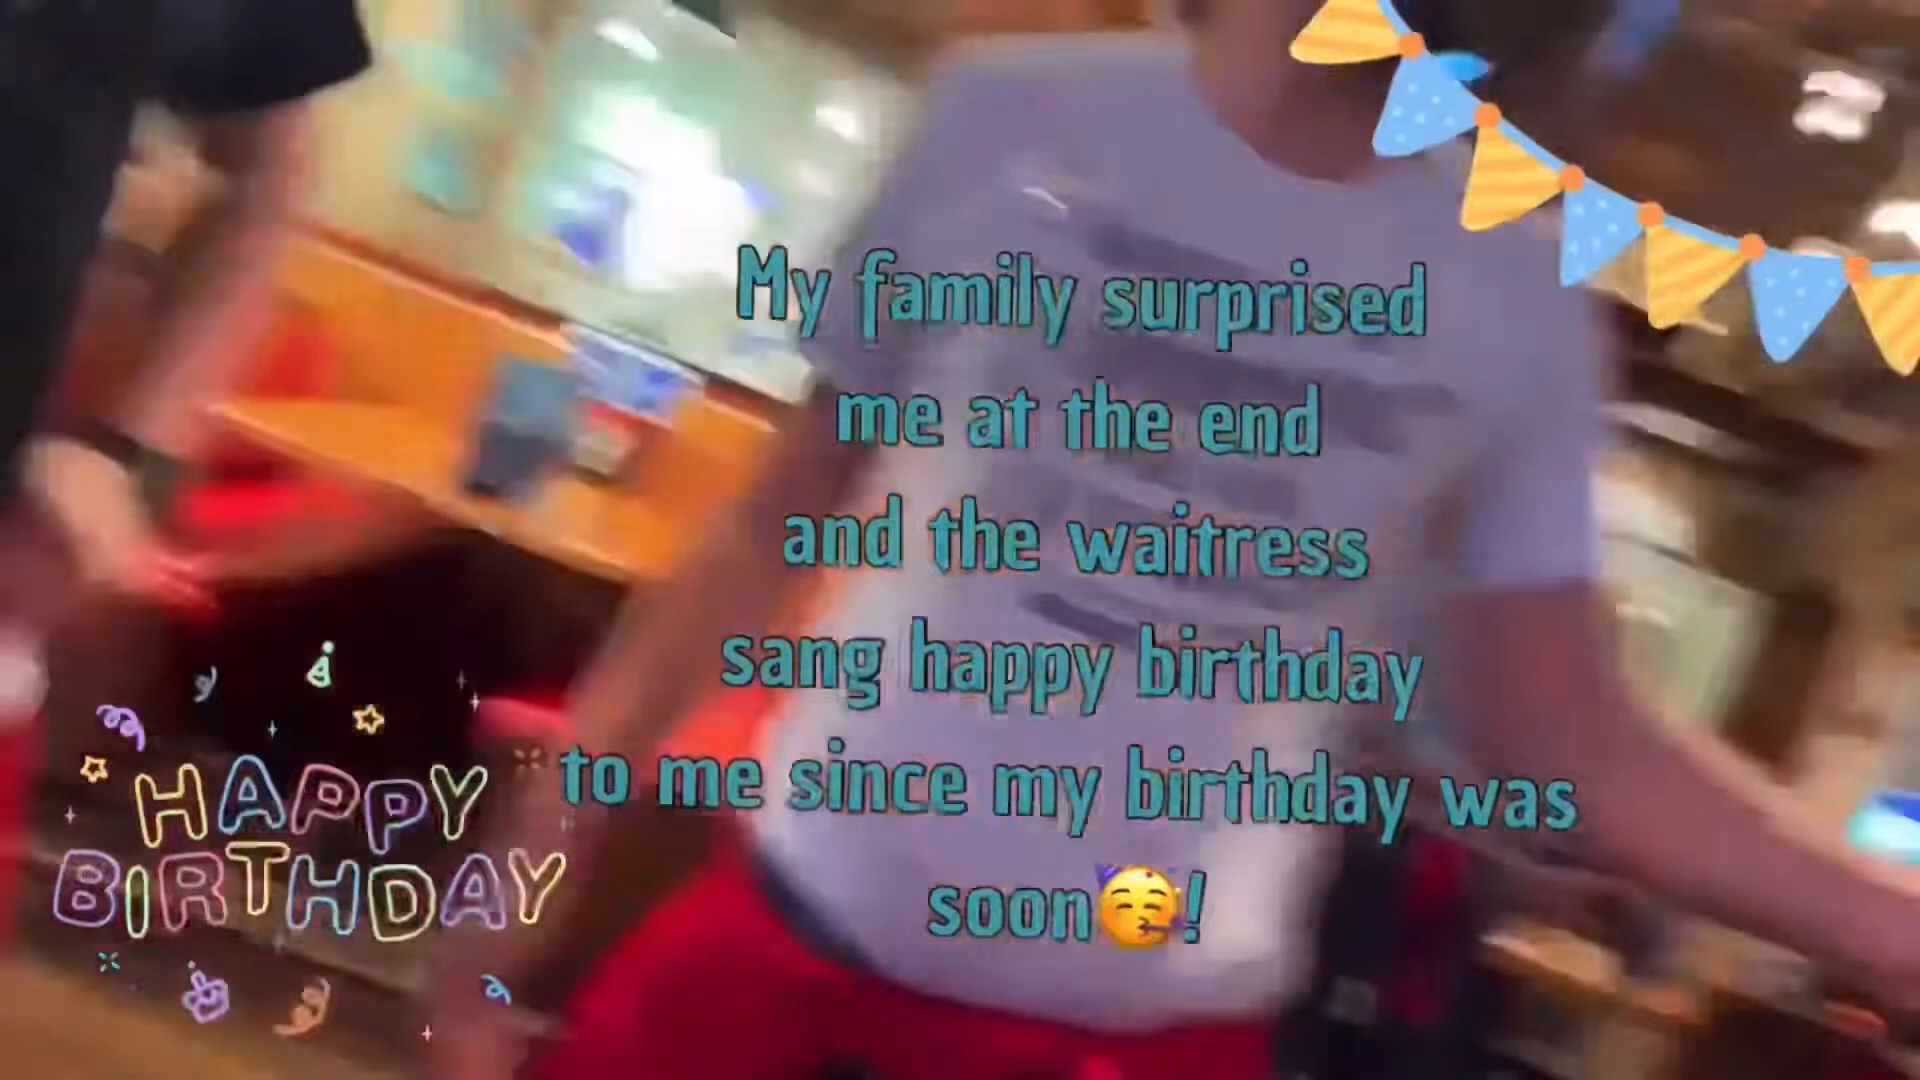 My family surprised
me at the end
and the waitress
sang happy birthday
to me since my birthday was
soon🥳!
HAPPY
BIRTHDAY